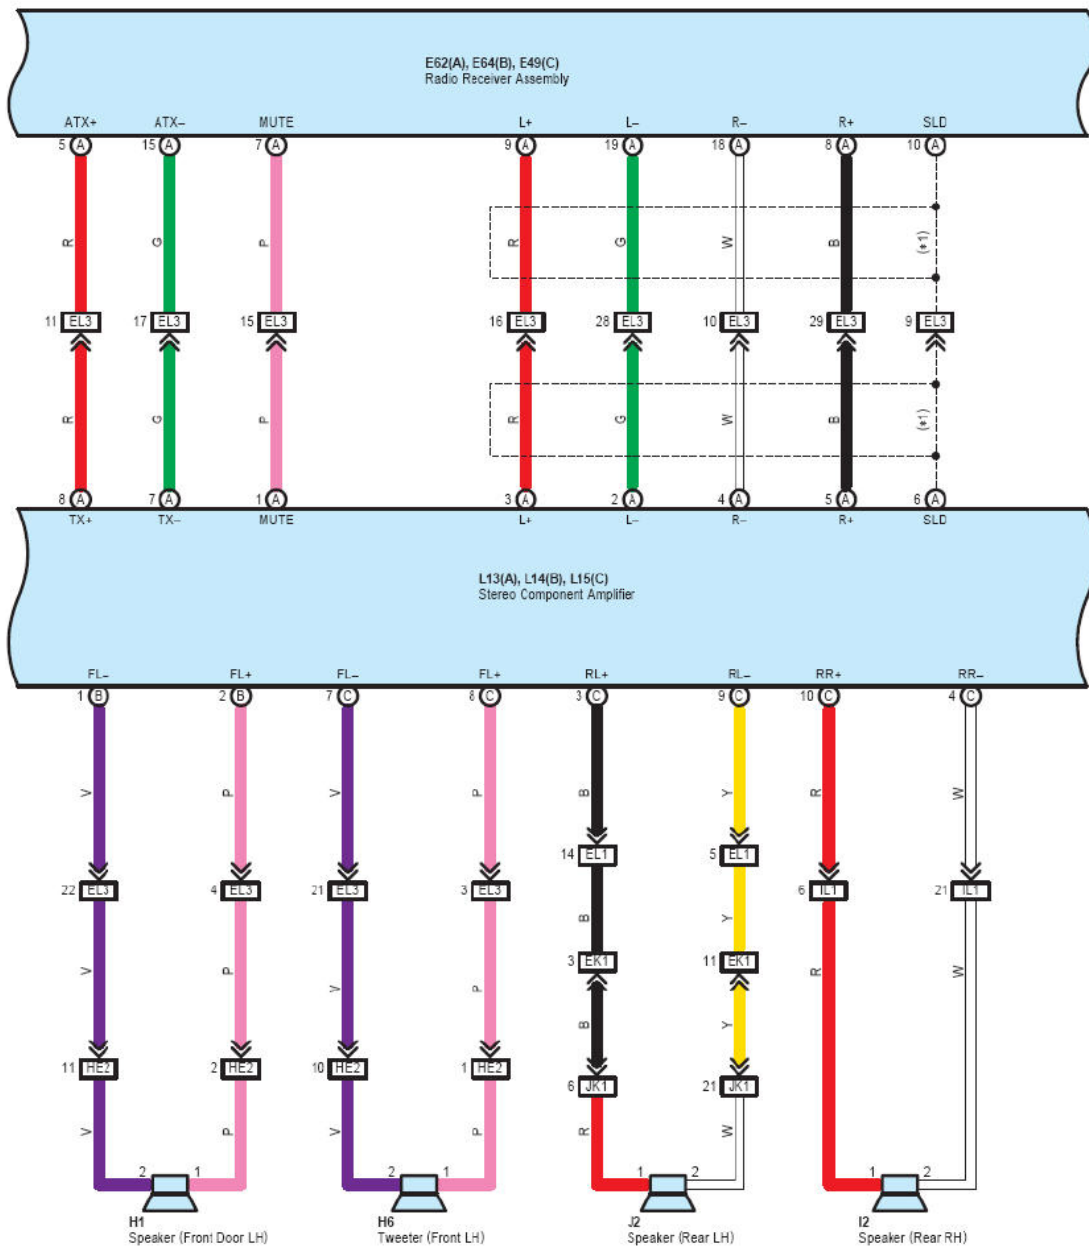 E62(A), E64(B), E49(C)
Radio Receiver Assembly
ATX+ ATX– MUTE L+ L– R– R+ SLD
5 A 15 A 7 A 9 A 19 A 18 A 8 A 10 A
R G P R G W B (*1)
11 EL3 17 EL3 15 EL3 16 EL3 28 EL3 10 EL3 29 EL3 9 EL3
R G P R G W B (*1)
8 A 7 A 1 A 3 A 2 A 4 A 5 A 6 A
TX+ TX– MUTE L+ L– R– R+ SLD
L13(A), L14(B), L15(C)
Stereo Component Amplifier
FL– FL+ FL– FL+ RL+ RL– RR+ RR–
1 B 2 B 7 C 8 C 3 C 9 C 10 C 4 C
V P V P B Y R W
14 EL1 5 EL1
22 EL3 4 EL3 21 EL3 3 EL3 6 IL1 21 IL1
B Y
3 EK1 11 EK1
V P V P R W
B Y
11 HE2 2 HE2 10 HE2 1 HE2
6 JK1 21 JK1
V P V P R W
2 1 2 1 1 2 1 2
H1 H6 J2 I2
Speaker (Front Door LH) Tweeter (Front LH) Speaker (Rear LH) Speaker (Rear RH)